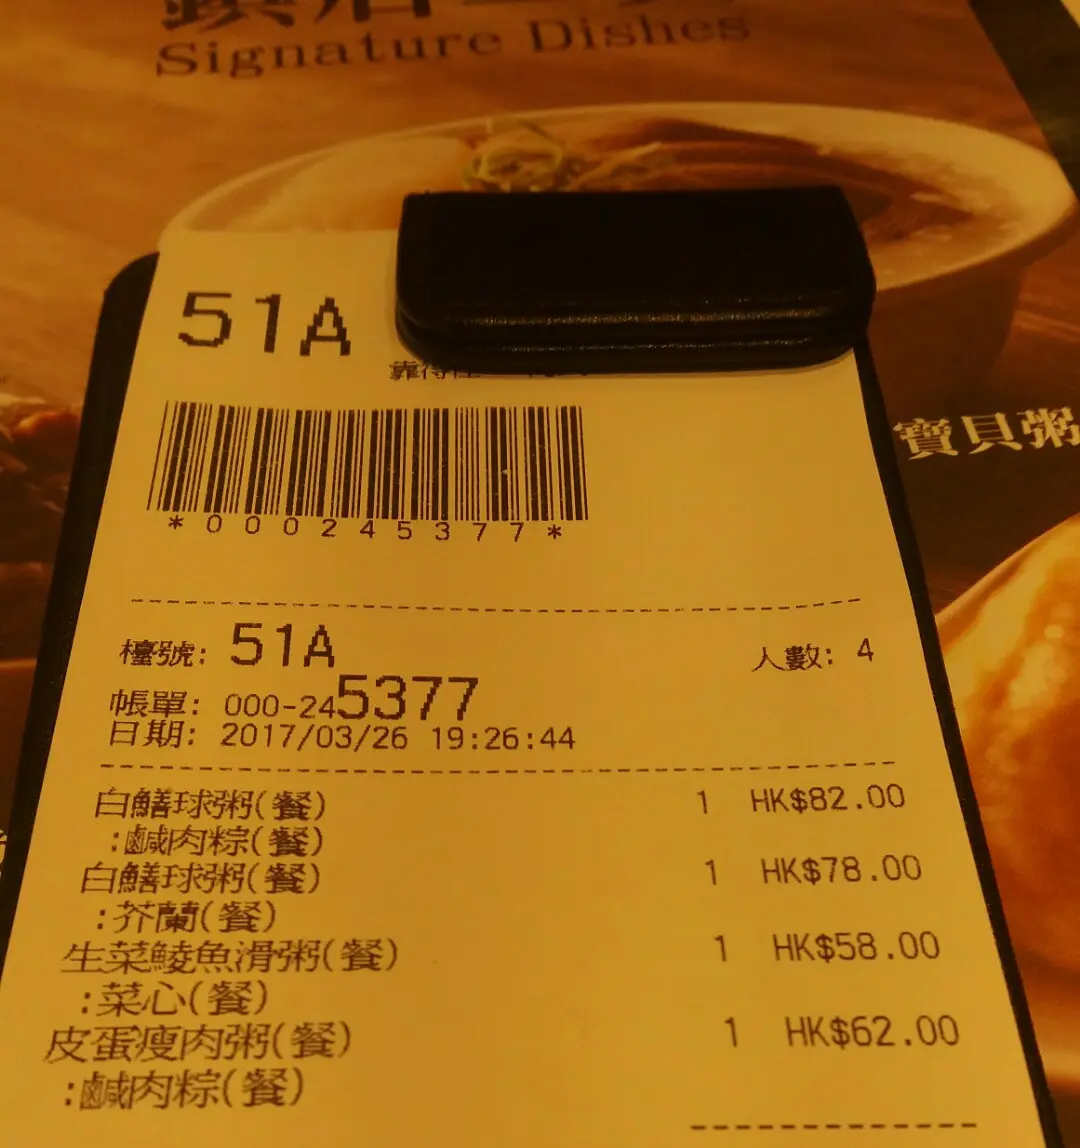 Signature Dishes
51A
寶貝粥
*000245377*
檯號: 51A 人數: 4
帳單: 000-245377
日期: 2017/03/26 19:26:44
白鱔球粥(餐) 1 HK$82.00
:鹹肉粽(餐)
白鱔球粥(餐) 1 HK$78.00
:芥蘭(餐)
生菜鯪魚滑粥(餐) 1 HK$58.00
:菜心(餐)
皮蛋瘦肉粥(餐) 1 HK$62.00
:鹹肉粽(餐)